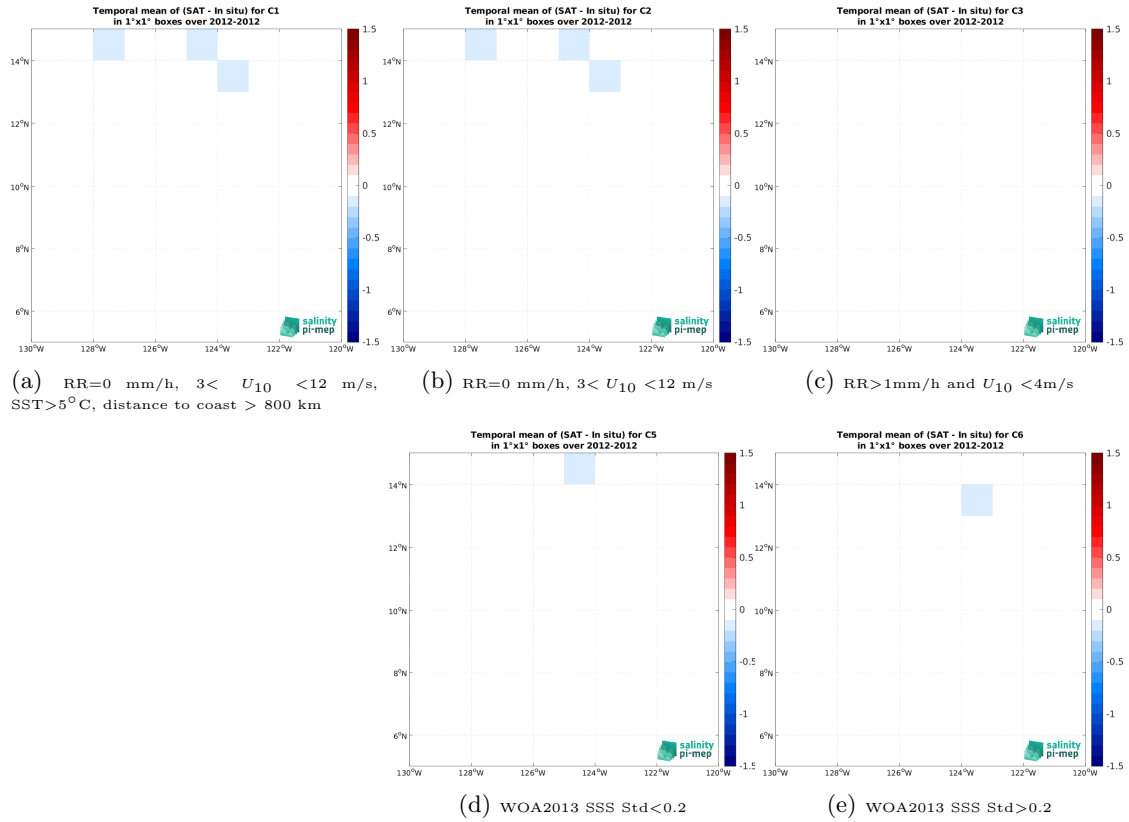 Temporal mean of (SAT - In situ) for C1
in 1°x1° boxes over 2012-2012
14°N
12°N
10°N
8°N
6°N
130°W 128°W 126°W 124°W 122°W 120°W
1.5
1
0.5
0
-0.5
-1
-1.5
salinity
pi-mep
(a) RR=0 mm/h, 3< U10 <12 m/s,
SST>5°C, distance to coast > 800 km
Temporal mean of (SAT - In situ) for C2
in 1°x1° boxes over 2012-2012
14°N
12°N
10°N
8°N
6°N
130°W 128°W 126°W 124°W 122°W 120°W
1.5
1
0.5
0
-0.5
-1
-1.5
salinity
pi-mep
(b) RR=0 mm/h, 3< U10 <12 m/s
Temporal mean of (SAT - In situ) for C3
in 1°x1° boxes over 2012-2012
14°N
12°N
10°N
8°N
6°N
130°W 128°W 126°W 124°W 122°W 120°W
1.5
1
0.5
0
-0.5
-1
-1.5
salinity
pi-mep
(c) RR>1mm/h and U10 <4m/s
Temporal mean of (SAT - In situ) for C5
in 1°x1° boxes over 2012-2012
14°N
12°N
10°N
8°N
6°N
130°W 128°W 126°W 124°W 122°W 120°W
1.5
1
0.5
0
-0.5
-1
-1.5
salinity
pi-mep
(d) WOA2013 SSS Std<0.2
Temporal mean of (SAT - In situ) for C6
in 1°x1° boxes over 2012-2012
14°N
12°N
10°N
8°N
6°N
130°W 128°W 126°W 124°W 122°W 120°W
1.5
1
0.5
0
-0.5
-1
-1.5
salinity
pi-mep
(e) WOA2013 SSS Std>0.2